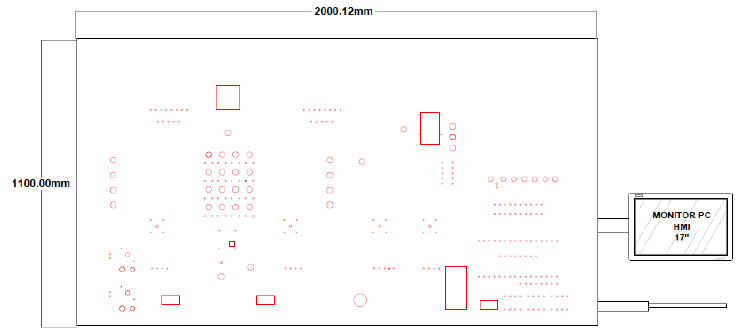 2000.12mm
1100.00mm
MONITOR PC
HMI
17"